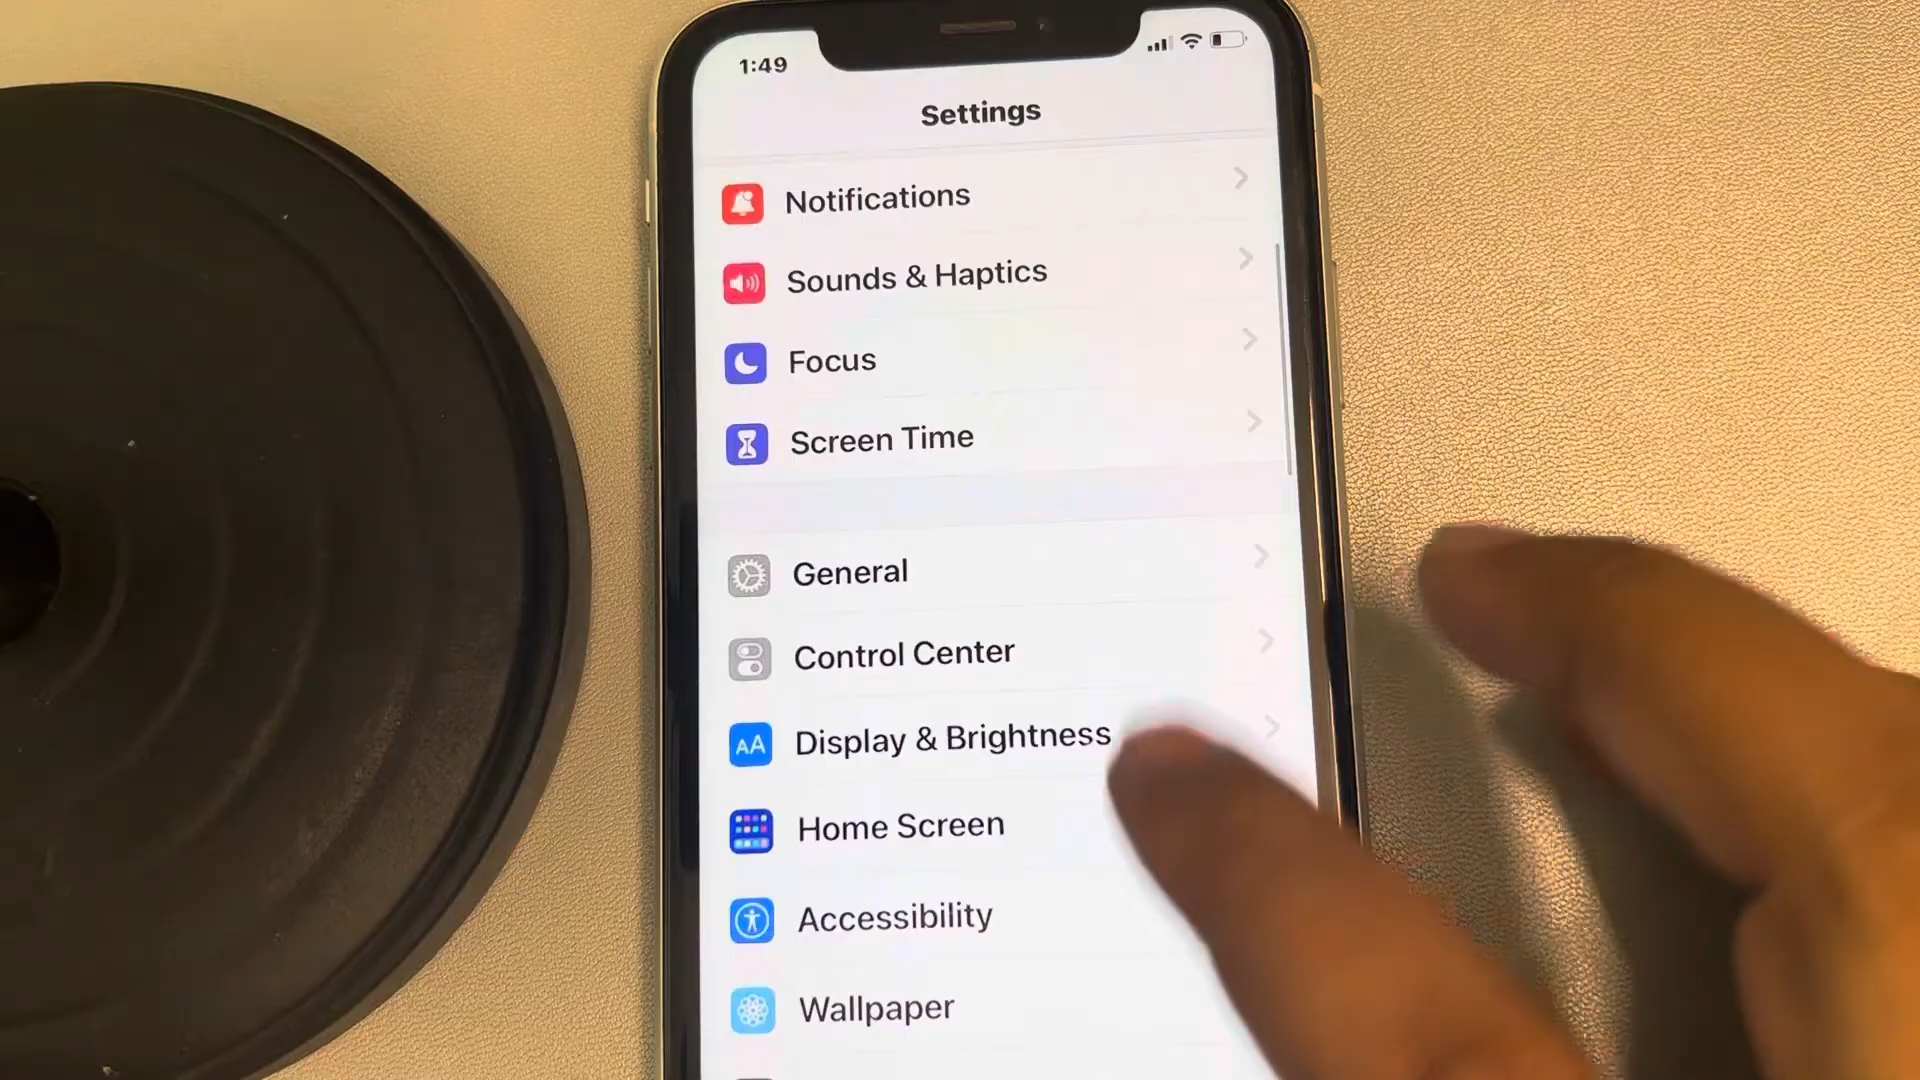 1:49
Settings
Notifications
Sounds & Haptics
Focus
Screen Time
General
Control Center
AA Display & Brightness
Home Screen
Accessibility
Wallpaper